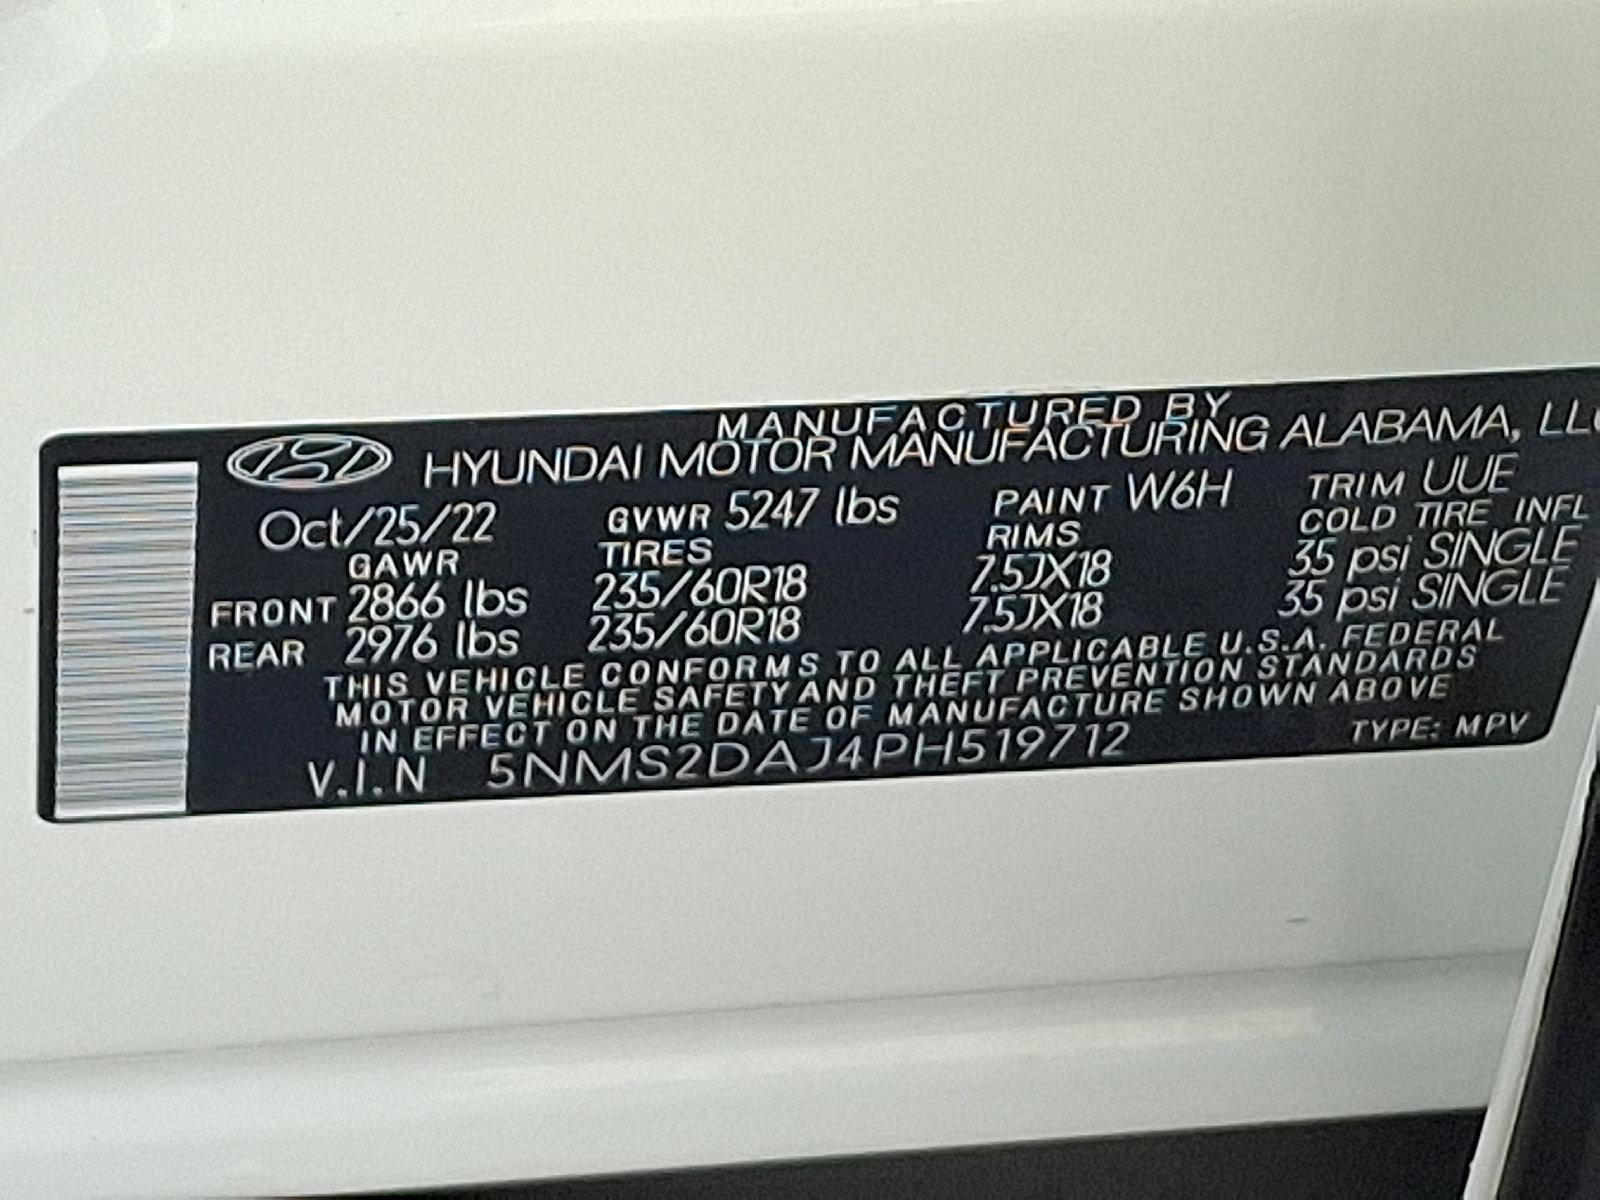 MANUFACTURED BY
HYUNDAI MOTOR MANUFACTURING ALABAMA, LLC
Oct/25/22 GVWR 5247 lbs PAINT W6H TRIM UUE
GAWR TIRES RIMS COLD TIRE INFL
FRONT 2866 lbs 235/60R18 7.5JX18 35 psi SINGLE
REAR 2976 lbs 235/60R18 7.5JX18 35 psi SINGLE
THIS VEHICLE CONFORMS TO ALL APPLICABLE U.S.A. FEDERAL
MOTOR VEHICLE SAFETY AND THEFT PREVENTION STANDARDS
IN EFFECT ON THE DATE OF MANUFACTURE SHOWN ABOVE
V.I.N 5NMS2DAJ4PH519712 TYPE: MPV